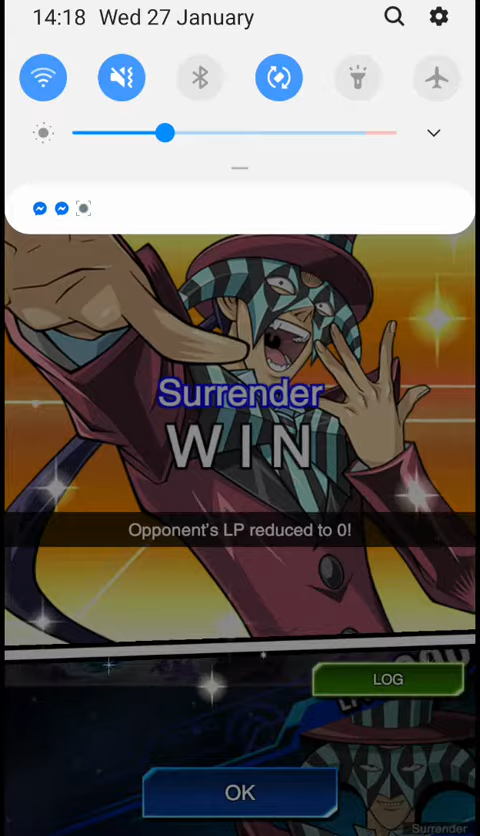 14:18 Wed 27 January
Surrender
WIN
Opponent's LP reduced to 0!
LOG
OK
Surrender